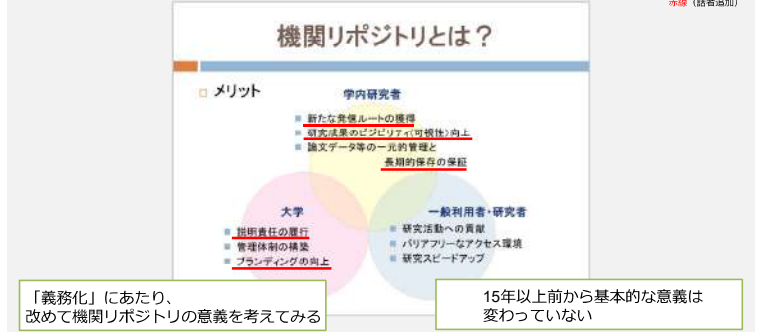 赤線（話者追加）
機関リポジトリとは？
メリット
学内研究者
新たな発信ルートの獲得
研究成果のビジビリティ(可視性)向上
論文データ等の一元的管理と
長期的保存の保証
大学
説明責任の履行
管理体制の構築
ブランディングの向上
一般利用者・研究者
研究活動への貢献
バリアフリーなアクセス環境
研究スピードアップ
「義務化」にあたり、
改めて機関リポジトリの意義を考えてみる
15年以上前から基本的な意義は
変わっていない